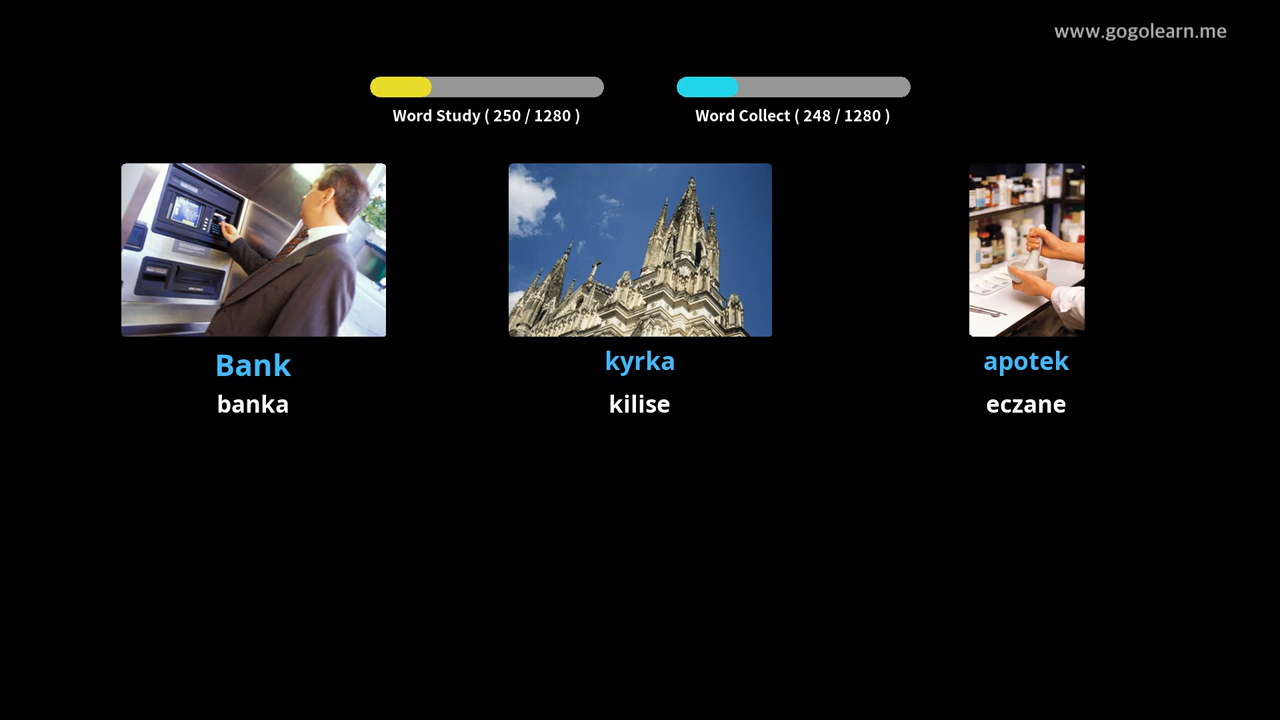 www.gogolearn.me
Word Study ( 250 / 1280 )
Word Collect ( 248 / 1280 )
Bank
banka
kyrka
kilise
apotek
eczane